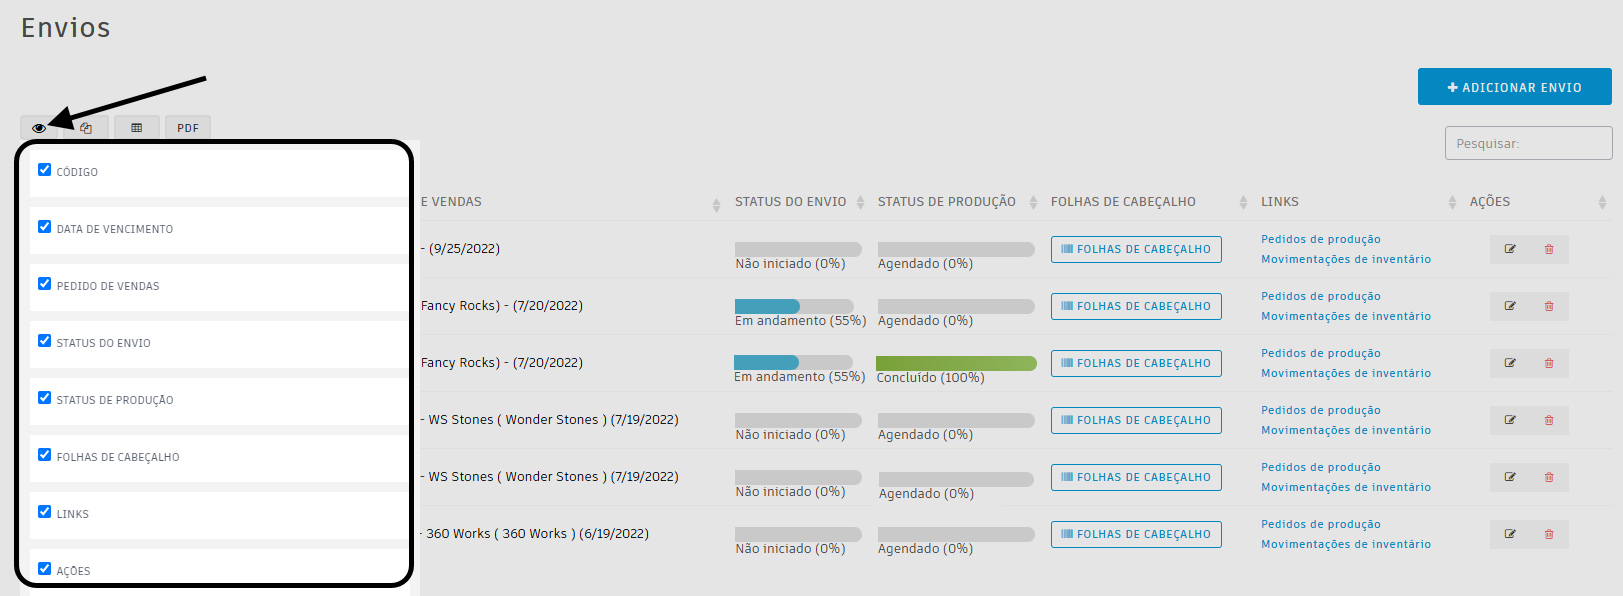 Envios
ADICIONAR ENVIO
PDF
Pesquisar:
CÓDIGO
DATA DE VENCIMENTO
PEDIDO DE VENDAS
STATUS DO ENVIO
STATUS DE PRODUÇÃO
FOLHAS DE CABEÇALHO
LINKS
AÇÕES
E VENDAS STATUS DO ENVIO STATUS DE PRODUÇÃO FOLHAS DE CABEÇALHO LINKS AÇÕES
- (9/25/2022) FOLHAS DE CABEÇALHO Pedidos de produção
Não iniciado (0%) Agendado (0%) Movimentações de inventário
Fancy Rocks) - (7/20/2022) FOLHAS DE CABEÇALHO Pedidos de produção
Em andamento (55%) Agendado (0%) Movimentações de inventário
Fancy Rocks) - (7/20/2022) FOLHAS DE CABEÇALHO Pedidos de produção
Em andamento (55%) Concluído (100%) Movimentações de inventário
- WS Stones ( Wonder Stones ) (7/19/2022) FOLHAS DE CABEÇALHO Pedidos de produção
Não iniciado (0%) Agendado (0%) Movimentações de inventário
- WS Stones ( Wonder Stones ) (7/19/2022) FOLHAS DE CABEÇALHO Pedidos de produção
Não iniciado (0%) Agendado (0%) Movimentações de inventário
- 360 Works ( 360 Works ) (6/19/2022) FOLHAS DE CABEÇALHO Pedidos de produção
Não iniciado (0%) Agendado (0%) Movimentações de inventário